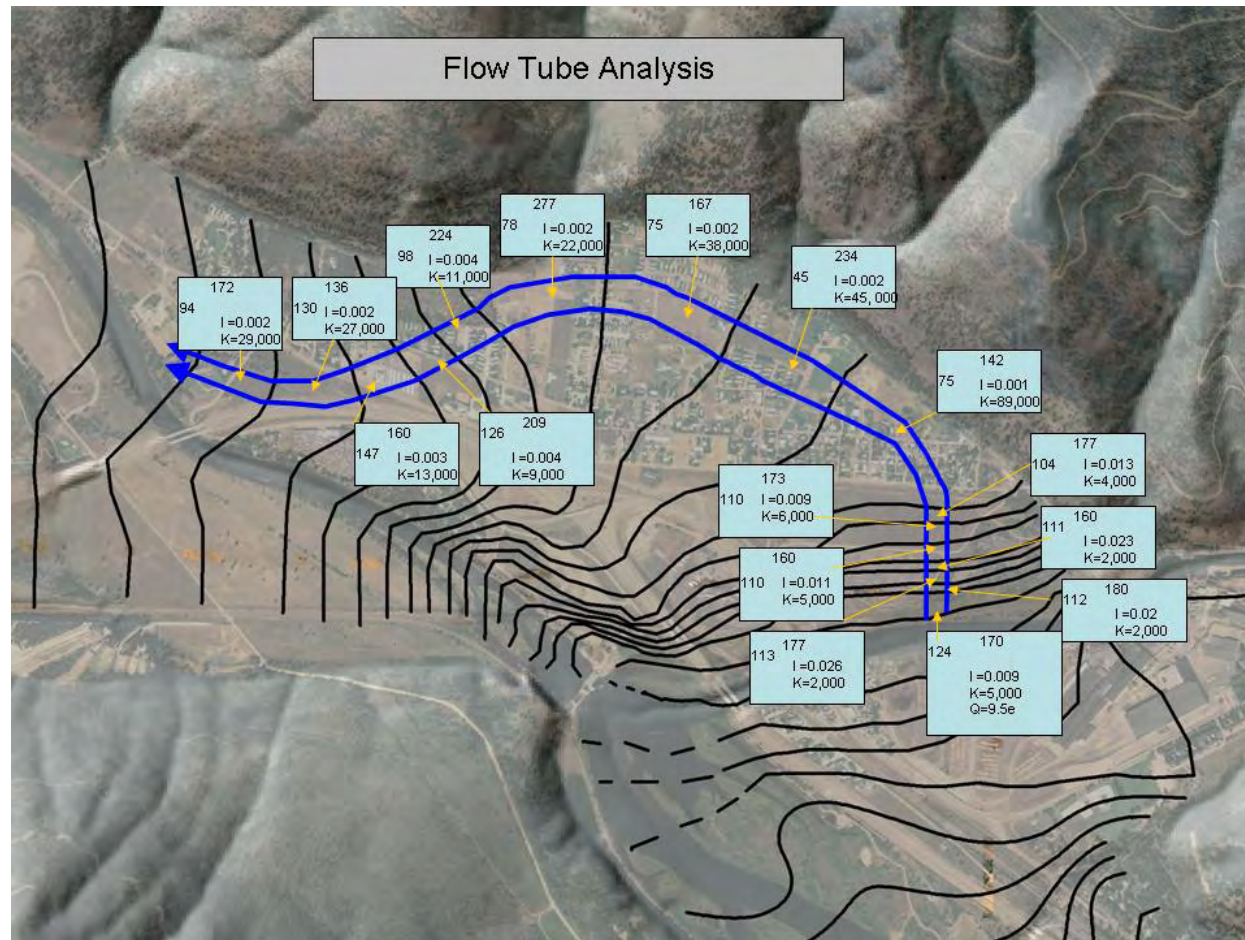 Flow Tube Analysis
277
78 I =0.002
K=22,000
167
75 I =0.002
K=38,000
224
98 I =0.004
K=11,000
234
45 I =0.002
K=45, 000
172
94 I =0.002
K=29,000
136
130 I =0.002
K=27,000
142
75 I =0.001
K=89,000
160
147 I =0.003
K=13,000
209
126 I =0.004
K=9,000
177
104 I =0.013
K=4,000
173
110 I =0.009
K=6,000
160
111 I =0.023
K=2,000
160
110 I =0.011
K=5,000
180
112 I =0.02
K=2,000
177
113 I =0.026
K=2,000
170
124 I =0.009
K=5,000
Q=9.5e